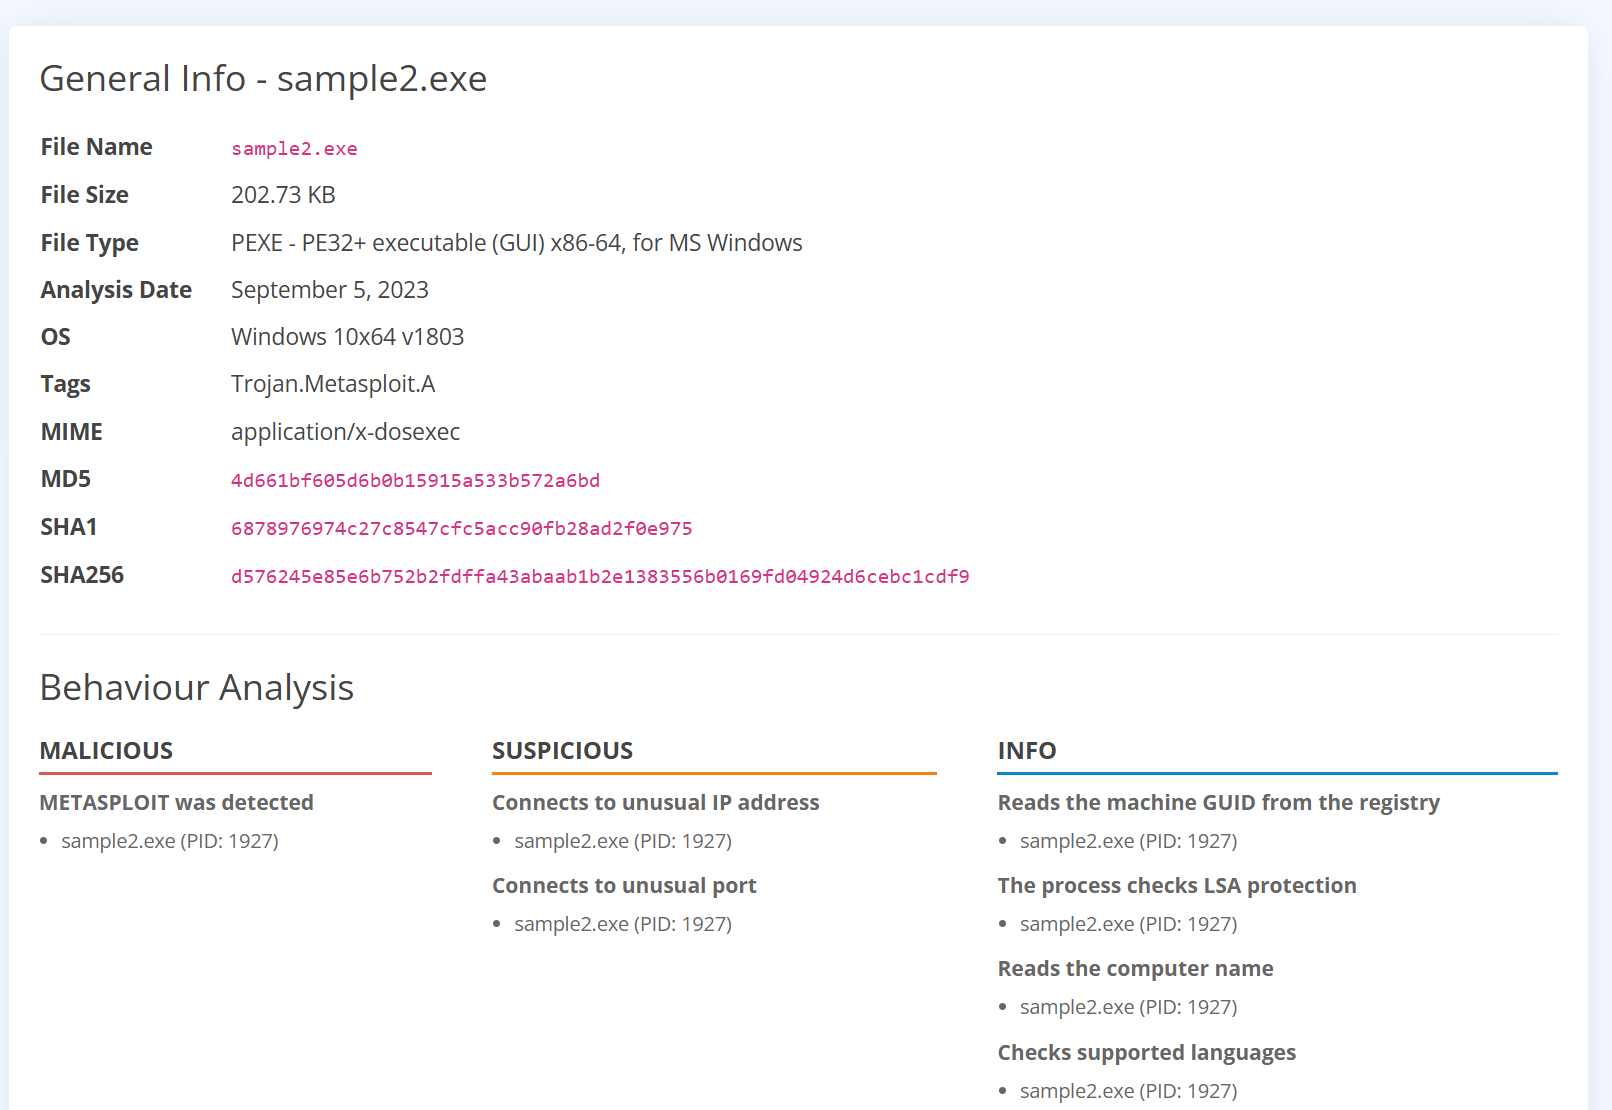 General Info - sample2.exe
File Name sample2.exe
File Size 202.73 KB
File Type PEXE - PE32+ executable (GUI) x86-64, for MS Windows
Analysis Date September 5, 2023
OS Windows 10x64 v1803
Tags Trojan.Metasploit.A
MIME application/x-dosexec
MD5 4d661bf605d6b0b15915a533b572a6bd
SHA1 6878976974c27c8547cfc5acc90fb28ad2f0e975
SHA256 d576245e85e6b752b2fdffa43abaab1b2e1383556b0169fd04924d6cebc1cdf9
Behaviour Analysis
MALICIOUS
METASPLOIT was detected
• sample2.exe (PID: 1927)
SUSPICIOUS
Connects to unusual IP address
• sample2.exe (PID: 1927)
Connects to unusual port
• sample2.exe (PID: 1927)
INFO
Reads the machine GUID from the registry
• sample2.exe (PID: 1927)
The process checks LSA protection
• sample2.exe (PID: 1927)
Reads the computer name
• sample2.exe (PID: 1927)
Checks supported languages
• sample2.exe (PID: 1927)